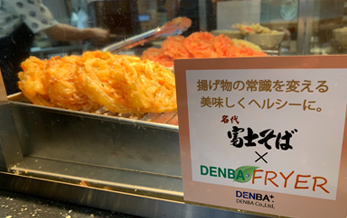 揚げ物の常識を変える
美味しくヘルシーに。
名代
富士そば
×
DENBA FRYER
DENBA
DENBA Co.,Ltd.